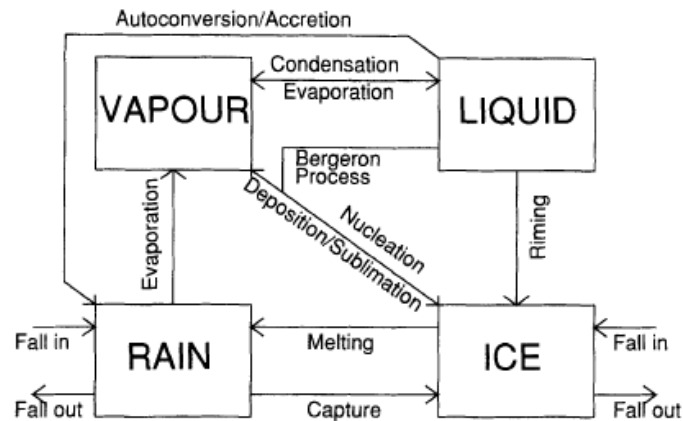 Autoconversion/Accretion
VAPOUR
Condensation
Evaporation
LIQUID
Bergeron
Process
Nucleation
Deposition/Sublimation
Evaporation
Riming
Fall in
RAIN
Melting
ICE
Fall in
Fall out
Capture
Fall out